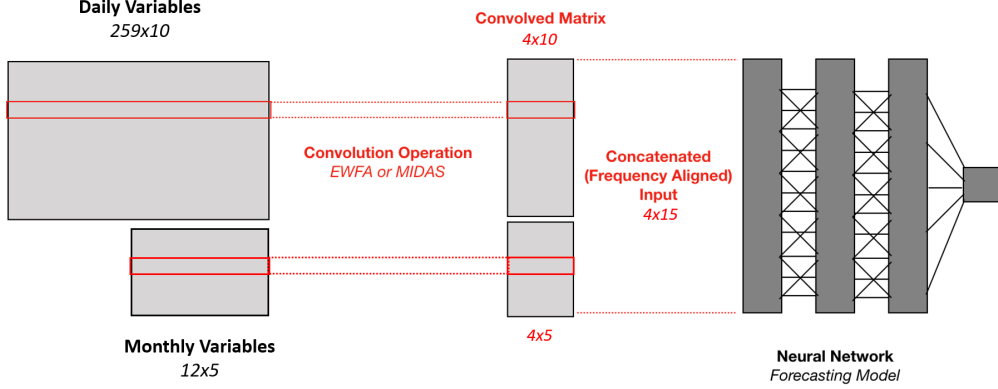 Daily Variables
259x10
Convolved Matrix
4x10
Convolution Operation
EWFA or MIDAS
Concatenated
(Frequency Aligned)
Input
4x15
4x5
Monthly Variables
12x5
Neural Network
Forecasting Model